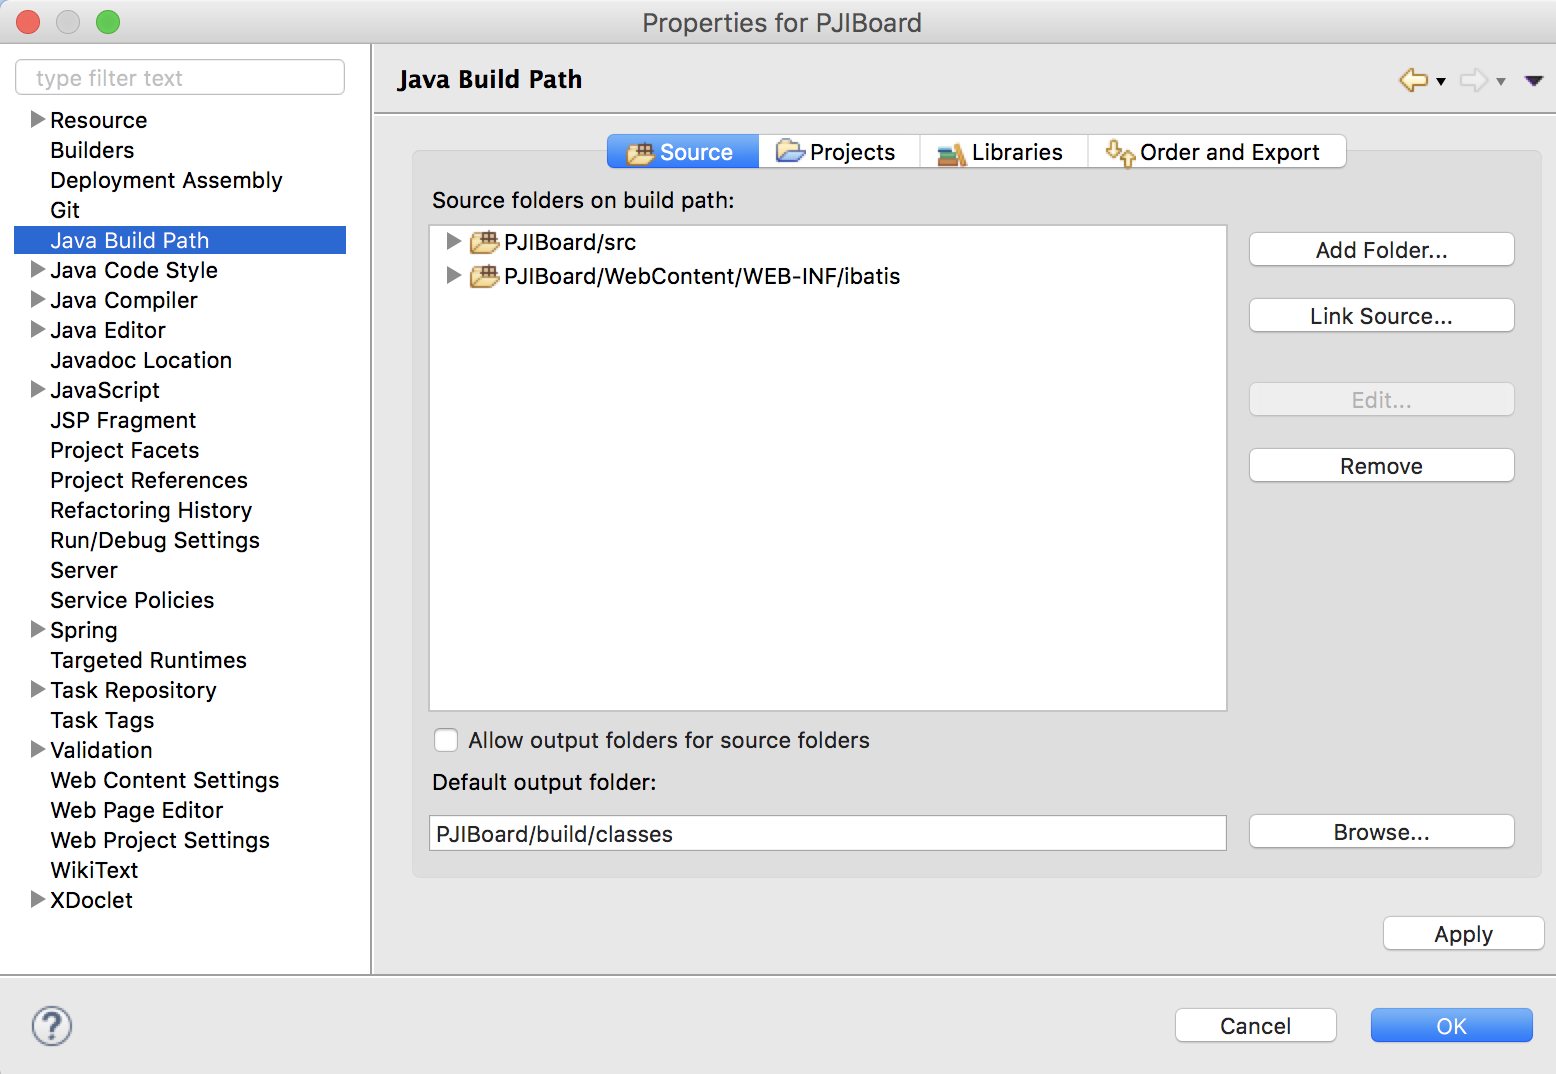 Properties for PJIBoard
type filter text
Resource
Builders
Deployment Assembly
Git
Java Build Path
Java Code Style
Java Compiler
Java Editor
Javadoc Location
JavaScript
JSP Fragment
Project Facets
Project References
Refactoring History
Run/Debug Settings
Server
Service Policies
Spring
Targeted Runtimes
Task Repository
Task Tags
Validation
Web Content Settings
Web Page Editor
Web Project Settings
WikiText
XDoclet
Java Build Path
Source Projects Libraries Order and Export
Source folders on build path:
PJIBoard/src
PJIBoard/WebContent/WEB-INF/ibatis
Add Folder...
Link Source...
Edit...
Remove
Allow output folders for source folders
Default output folder:
PJIBoard/build/classes
Browse...
Apply
?
Cancel
OK